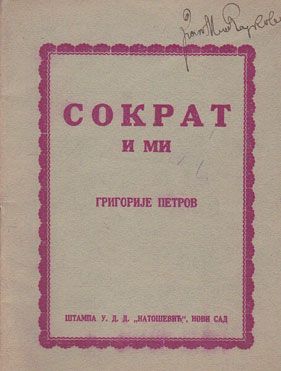 СОКРАТ
И МИ
ГРИГОРИЈЕ ПЕТРОВ
ШТАМПА У. Д. Д. „НАТОШЕВИЋ", НОВИ САД